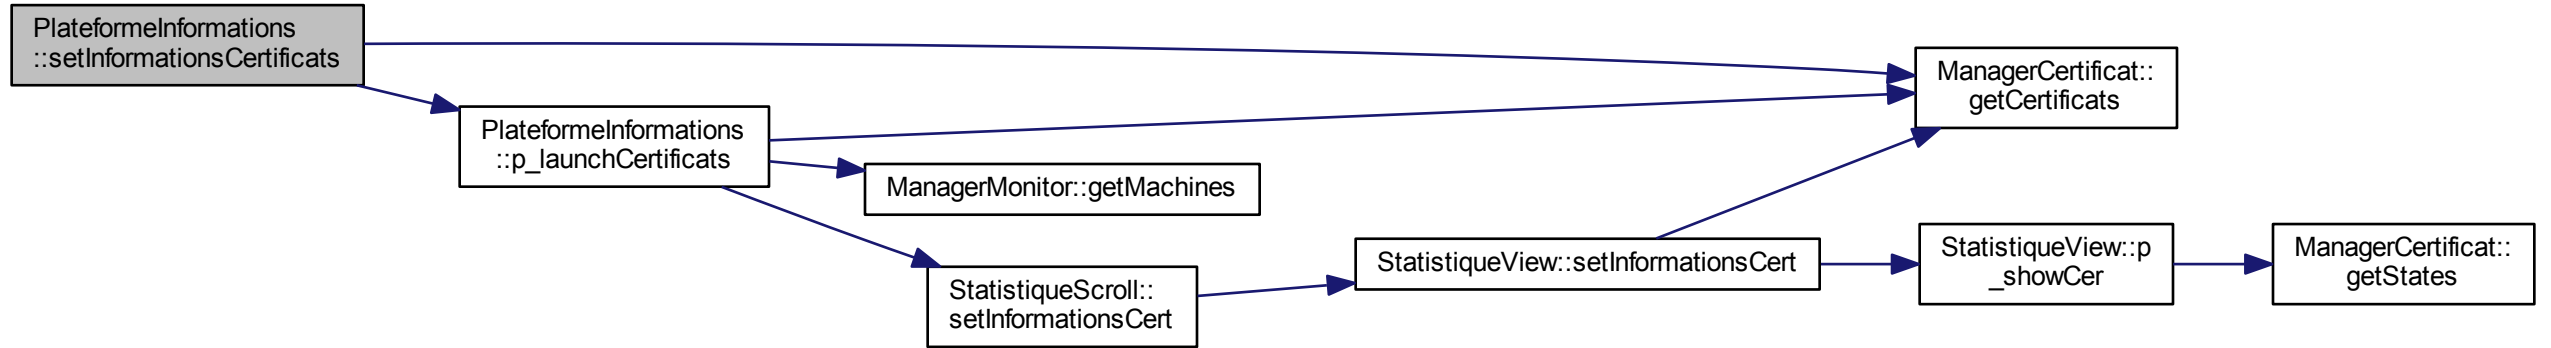 PlateformeInformations
::setInformationsCertificats
PlateformeInformations
::p_launchCertificats
ManagerMonitor::getMachines
StatistiqueScroll::
setInformationsCert
StatistiqueView::setInformationsCert
ManagerCertificat::
getCertificats
StatistiqueView::p
_showCer
ManagerCertificat::
getStates